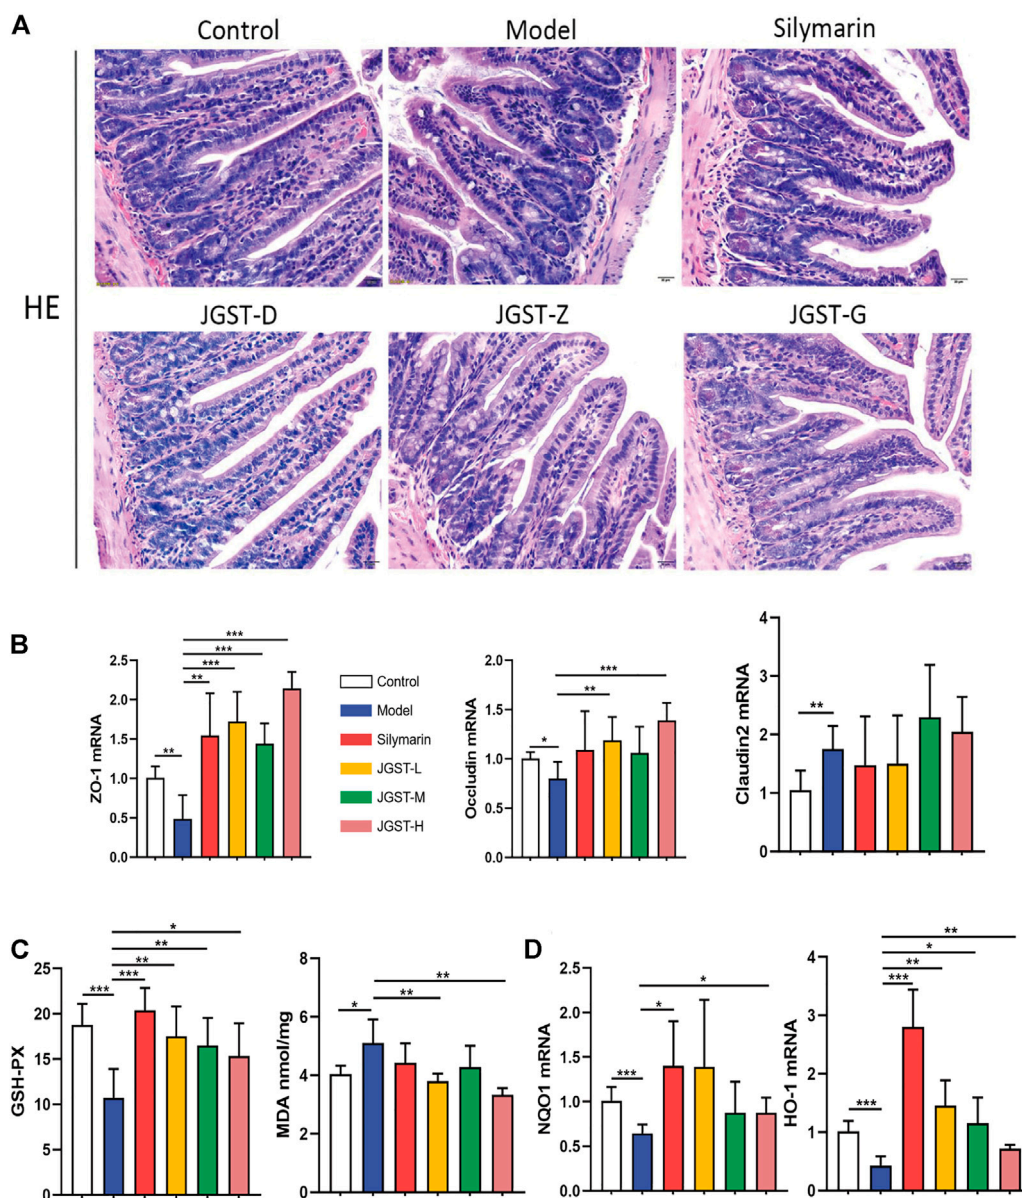 A
Control
Model
Silymarin
HE
JGST-D
JGST-Z
JGST-G
B
ZO-1 mRNA
2.5
2.0
1.5
1.0
0.5
0.0
**
**
***
***
***
Control
Model
Silymarin
JGST-L
JGST-M
JGST-H
Occludin mRNA
2.0
1.5
1.0
0.5
0.0
*
**
***
Claudin2 mRNA
4
3
2
1
0
**
C
GSH-PX
25
20
15
10
5
0
***
***
**
**
*
MDA nmol/mg
8
6
4
2
0
*
**
**
D
NQO1 mRNA
2.5
2.0
1.5
1.0
0.5
0.0
***
*
*
HO-1 mRNA
4
3
2
1
0
***
***
**
*
**